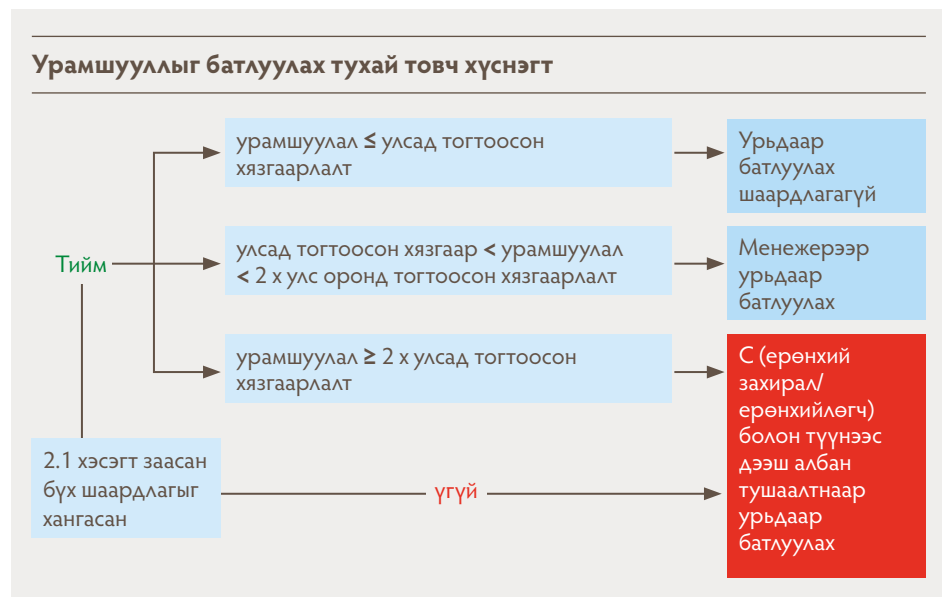 Урамшууллыг батлуулах тухай товч хүснэгт
урамшуулал ≤ улсад тогтоосон
хязгаарлалт
Урьдаар
батлуулах
шаардлагагүй
Тийм
улсад тогтоосон хязгаар < урамшуулал
< 2 x улс оронд тогтоосон хязгаарлалт
Менежерээр
урьдаар
батлуулах
урамшуулал ≥ 2 x улсад тогтоосон
хязгаарлалт
С (ерөнхий
захирал/
ерөнхийлөгч)
болон түүнээс
дээш албан
тушаалтнаар
урьдаар
батлуулах
2.1 хэсэгт заасан
бүх шаардлагыг
хангасан
үгүй